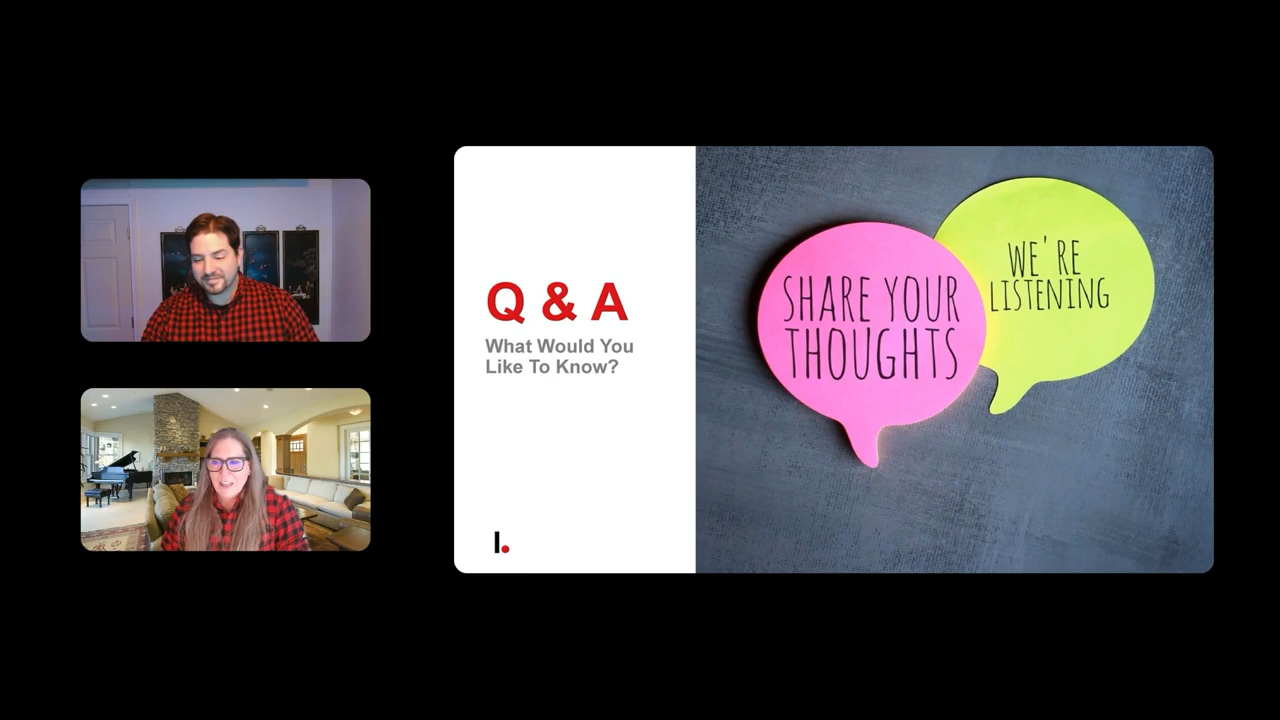 Q & A
What Would You
Like To Know?
l.
SHARE YOUR
THOUGHTS
WE'RE
LISTENING